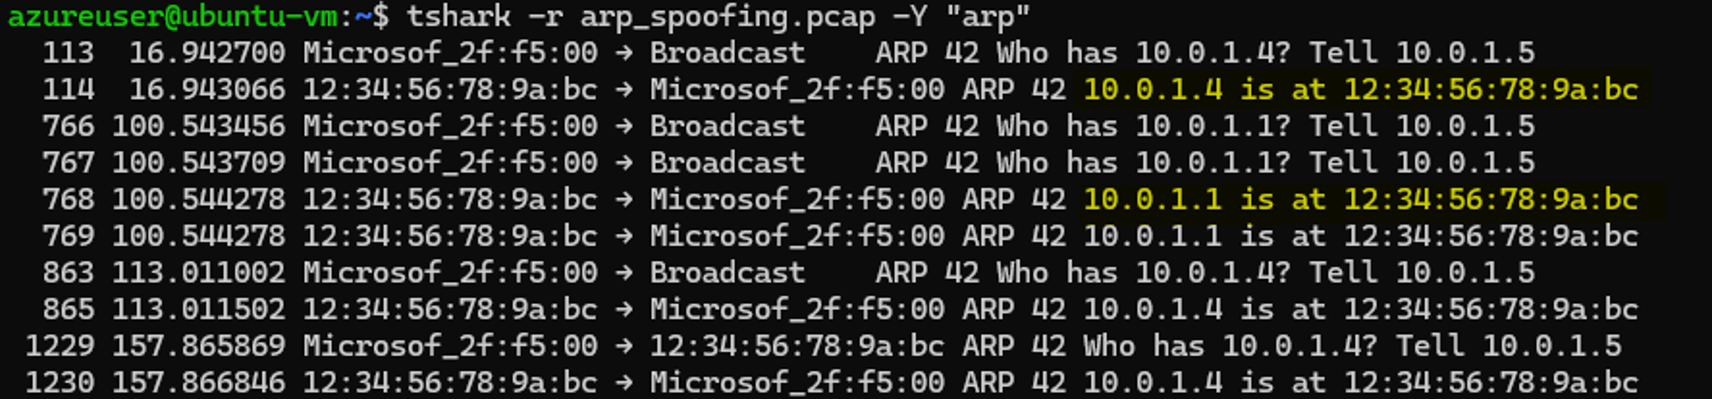 azureuser@ubuntu-vm:~$ tshark -r arp_spoofing.pcap -Y "arp"
113 16.942700 Microsof_2f:f5:00 → Broadcast ARP 42 Who has 10.0.1.4? Tell 10.0.1.5
114 16.943066 12:34:56:78:9a:bc → Microsof_2f:f5:00 ARP 42 10.0.1.4 is at 12:34:56:78:9a:bc
766 100.543456 Microsof_2f:f5:00 → Broadcast ARP 42 Who has 10.0.1.1? Tell 10.0.1.5
767 100.543709 Microsof_2f:f5:00 → Broadcast ARP 42 Who has 10.0.1.1? Tell 10.0.1.5
768 100.544278 12:34:56:78:9a:bc → Microsof_2f:f5:00 ARP 42 10.0.1.1 is at 12:34:56:78:9a:bc
769 100.544278 12:34:56:78:9a:bc → Microsof_2f:f5:00 ARP 42 10.0.1.1 is at 12:34:56:78:9a:bc
863 113.011002 Microsof_2f:f5:00 → Broadcast ARP 42 Who has 10.0.1.4? Tell 10.0.1.5
865 113.011502 12:34:56:78:9a:bc → Microsof_2f:f5:00 ARP 42 10.0.1.4 is at 12:34:56:78:9a:bc
1229 157.865869 Microsof_2f:f5:00 → 12:34:56:78:9a:bc ARP 42 Who has 10.0.1.4? Tell 10.0.1.5
1230 157.866846 12:34:56:78:9a:bc → Microsof_2f:f5:00 ARP 42 10.0.1.4 is at 12:34:56:78:9a:bc